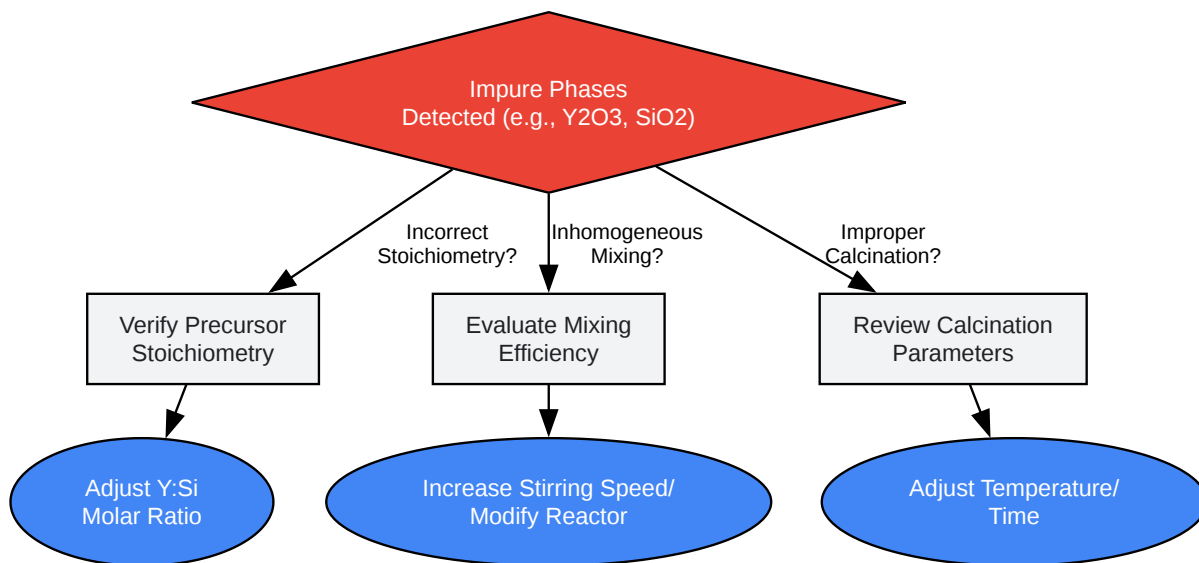 Impure Phases
Detected (e.g., Y2O3, SiO2)
Incorrect
Stoichiometry?
Inhomogeneous
Mixing?
Improper
Calcination?
Verify Precursor
Stoichiometry
Evaluate Mixing
Efficiency
Review Calcination
Parameters
Adjust Y:Si
Molar Ratio
Increase Stirring Speed/
Modify Reactor
Adjust Temperature/
Time